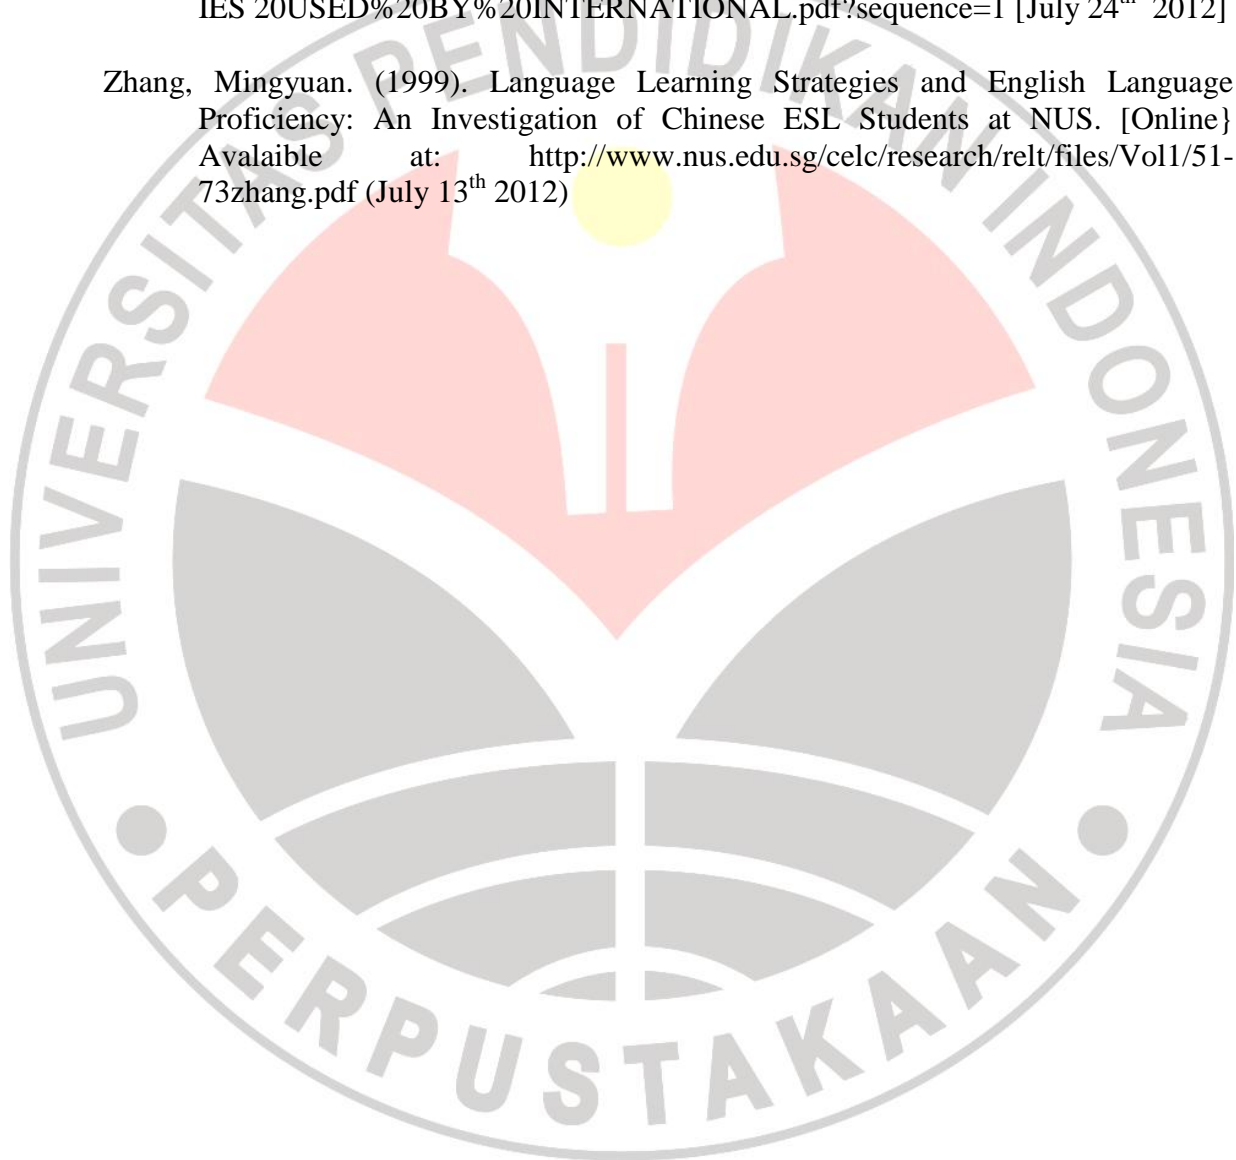 IES 20USED%20BY%20INTERNATIONAL.pdf?sequence=1 [July 24th 2012]
Zhang, Mingyuan. (1999). Language Learning Strategies and English Language
Proficiency: An Investigation of Chinese ESL Students at NUS. [Online}
Avalaible at: http://www.nus.edu.sg/celc/research/relt/files/Vol1/51-
73zhang.pdf (July 13th 2012)
UNIVERSITAS PENDIDIKAN INDONESIA
PERPUSTAKAAN